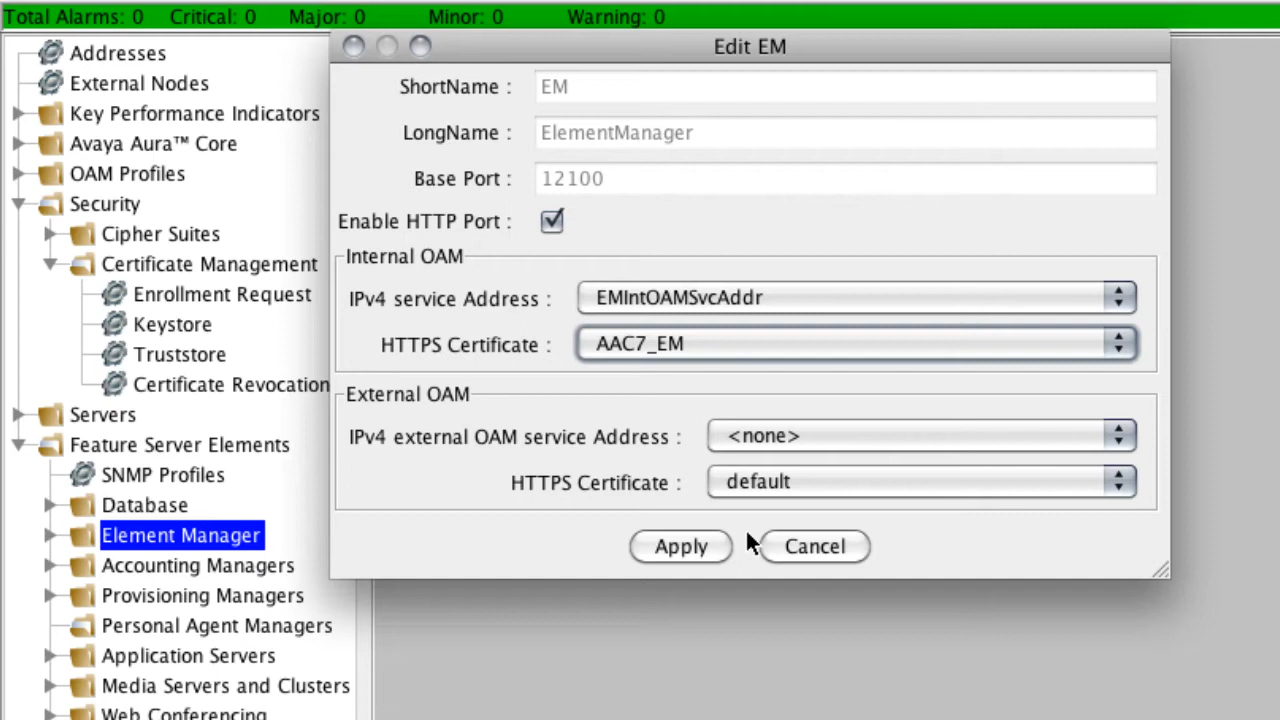 Total Alarms: 0 Critical: 0 Major: 0 Minor: 0 Warning: 0
Addresses
External Nodes
Key Performance Indicators
Avaya Aura™ Core
OAM Profiles
Security
Cipher Suites
Certificate Management
Enrollment Request
Keystore
Truststore
Certificate Revocation
Servers
Feature Server Elements
SNMP Profiles
Database
Element Manager
Accounting Managers
Provisioning Managers
Personal Agent Managers
Application Servers
Media Servers and Clusters
Web Conferencing
Edit EM
ShortName : EM
LongName : ElementManager
Base Port : 12100
Enable HTTP Port :
Internal OAM
IPv4 service Address : EMIntOAMSvcAddr
HTTPS Certificate : AAC7_EM
External OAM
IPv4 external OAM service Address : <none>
HTTPS Certificate : default
Apply Cancel